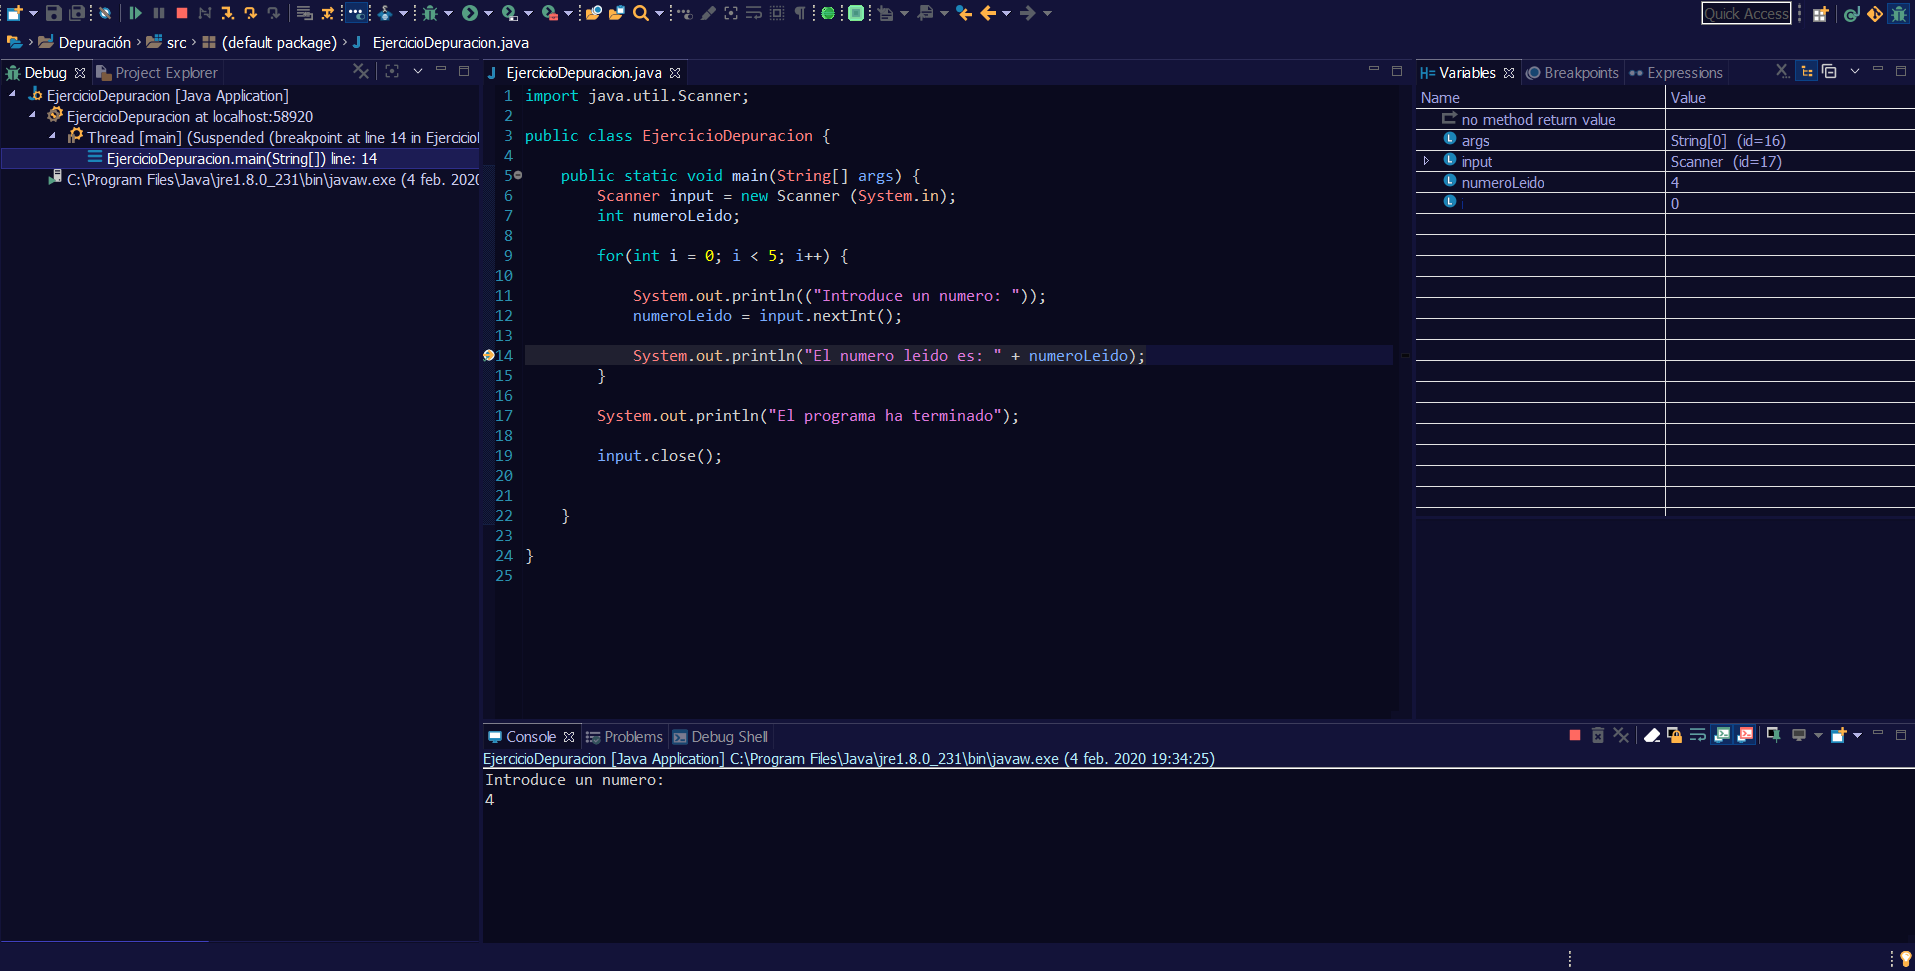 Quick Access
Depuración › src › (default package) › EjercicioDepuracion.java
Debug
Project Explorer
EjercicioDepuracion [Java Application]
EjercicioDepuracion at localhost:58920
Thread [main] (Suspended (breakpoint at line 14 in Ejercicio
EjercicioDepuracion.main(String[]) line: 14
C:\Program Files\Java\jre1.8.0_231\bin\javaw.exe (4 feb. 2020
EjercicioDepuracion.java
1 import java.util.Scanner;
2
3 public class EjercicioDepuracion {
4
5 public static void main(String[] args) {
6 Scanner input = new Scanner (System.in);
7 int numeroLeido;
8
9 for(int i = 0; i < 5; i++) {
10
11 System.out.println(("Introduce un numero: "));
12 numeroLeido = input.nextInt();
13
14 System.out.println("El numero leido es: " + numeroLeido);
15 }
16
17 System.out.println("El programa ha terminado");
18
19 input.close();
20
21
22 }
23
24 }
25
Variables
Breakpoints
Expressions
Name Value
no method return value
args String[0] (id=16)
input Scanner (id=17)
numeroLeido 4
i 0
Console
Problems
Debug Shell
EjercicioDepuracion [Java Application] C:\Program Files\Java\jre1.8.0_231\bin\javaw.exe (4 feb. 2020 19:34:25)
Introduce un numero:
4